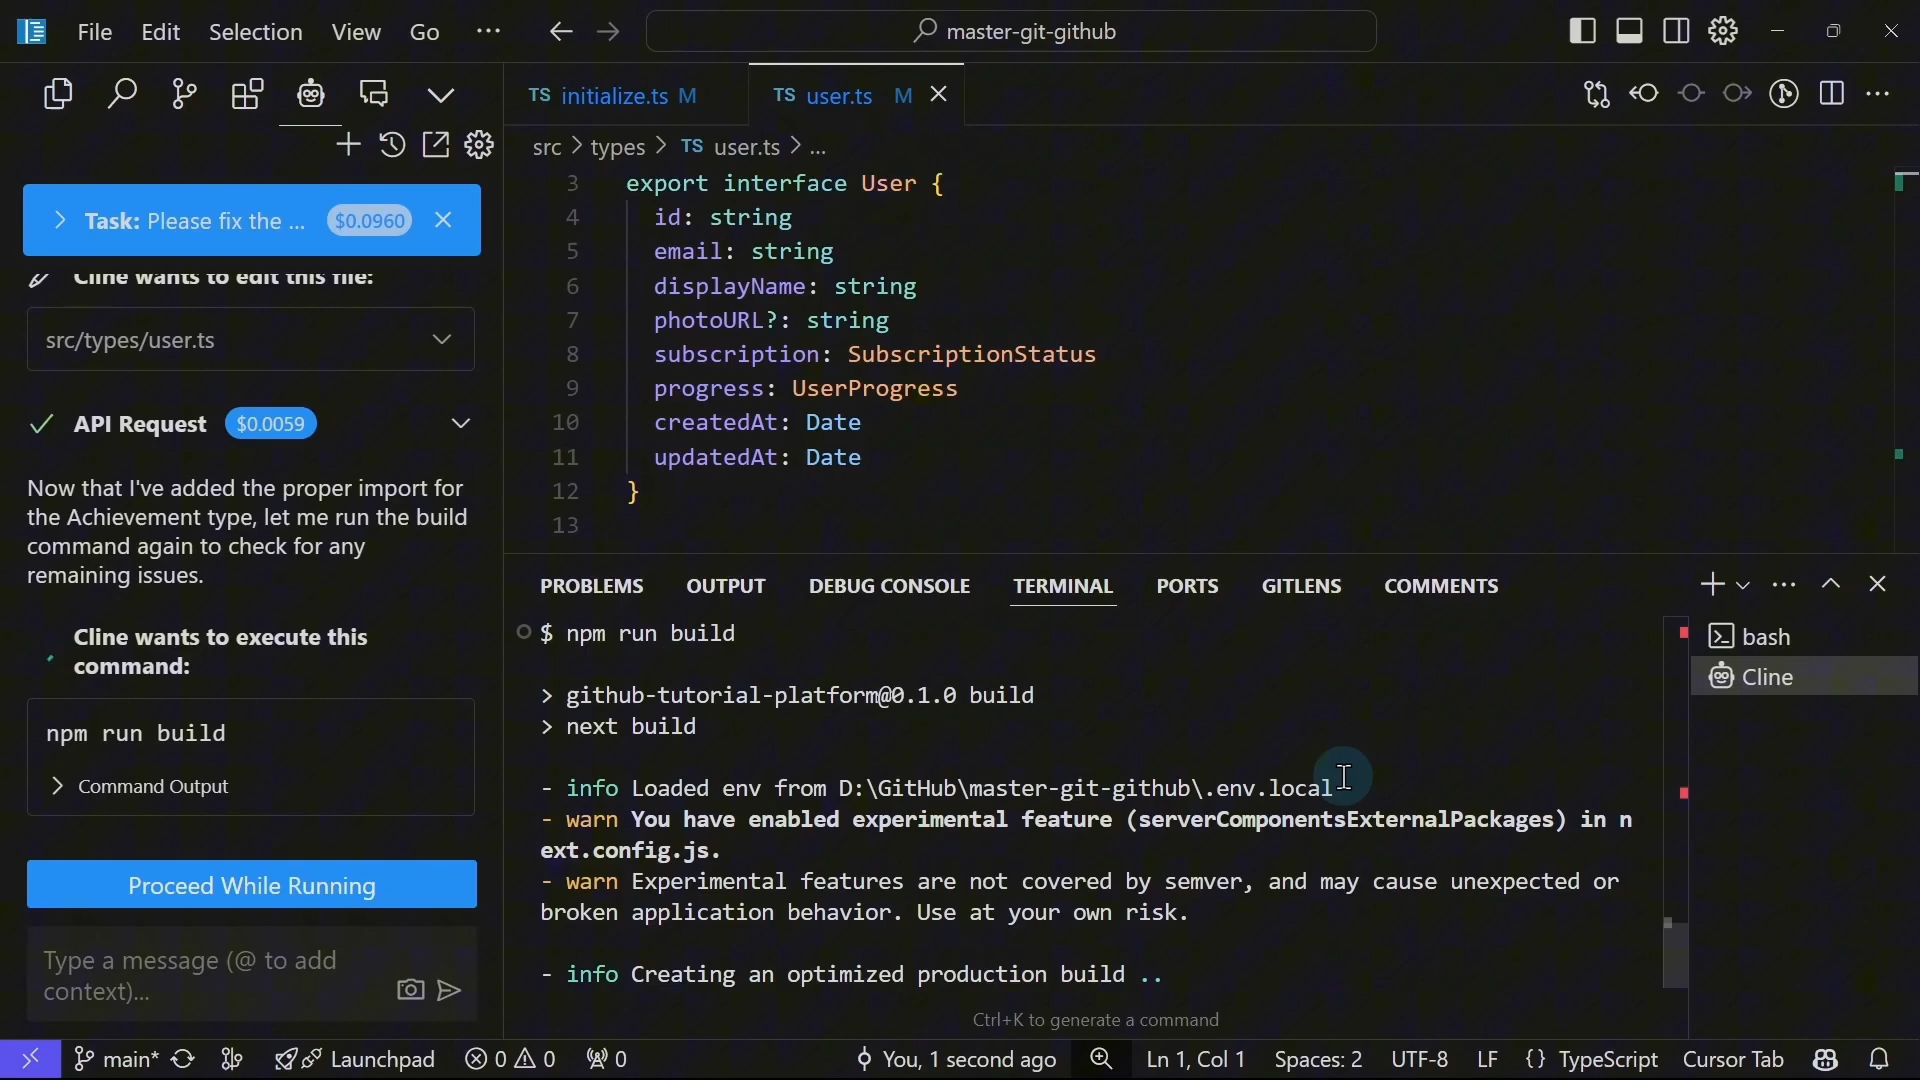 File Edit Selection View Go ··· master-git-github
TS initialize.ts M TS user.ts M
src > types > TS user.ts > ...
Task: Please fix the ... $0.0960
Cline wants to edit this file:
src/types/user.ts
API Request $0.0059
Now that I've added the proper import for
the Achievement type, let me run the build
command again to check for any
remaining issues.
Cline wants to execute this
command:
npm run build
Command Output
Proceed While Running
Type a message (@ to add
context)...
3 export interface User {
4 id: string
5 email: string
6 displayName: string
7 photoURL?: string
8 subscription: SubscriptionStatus
9 progress: UserProgress
10 createdAt: Date
11 updatedAt: Date
12 }
13
PROBLEMS OUTPUT DEBUG CONSOLE TERMINAL PORTS GITLENS COMMENTS
$ npm run build
> github-tutorial-platform@0.1.0 build
> next build
- info Loaded env from D:\GitHub\master-git-github\.env.local
- warn You have enabled experimental feature (serverComponentsExternalPackages) in n
ext.config.js.
- warn Experimental features are not covered by semver, and may cause unexpected or
broken application behavior. Use at your own risk.
- info Creating an optimized production build ..
Ctrl+K to generate a command
bash
Cline
main* Launchpad 0 0 0 You, 1 second ago Ln 1, Col 1 Spaces: 2 UTF-8 LF {} TypeScript Cursor Tab